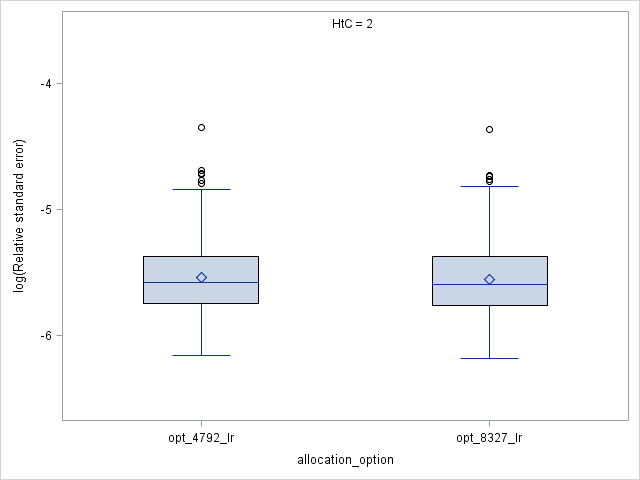 HtC = 2
log(Relative standard error)
-4
-5
-6
opt_4792_lr
opt_8327_lr
allocation_option